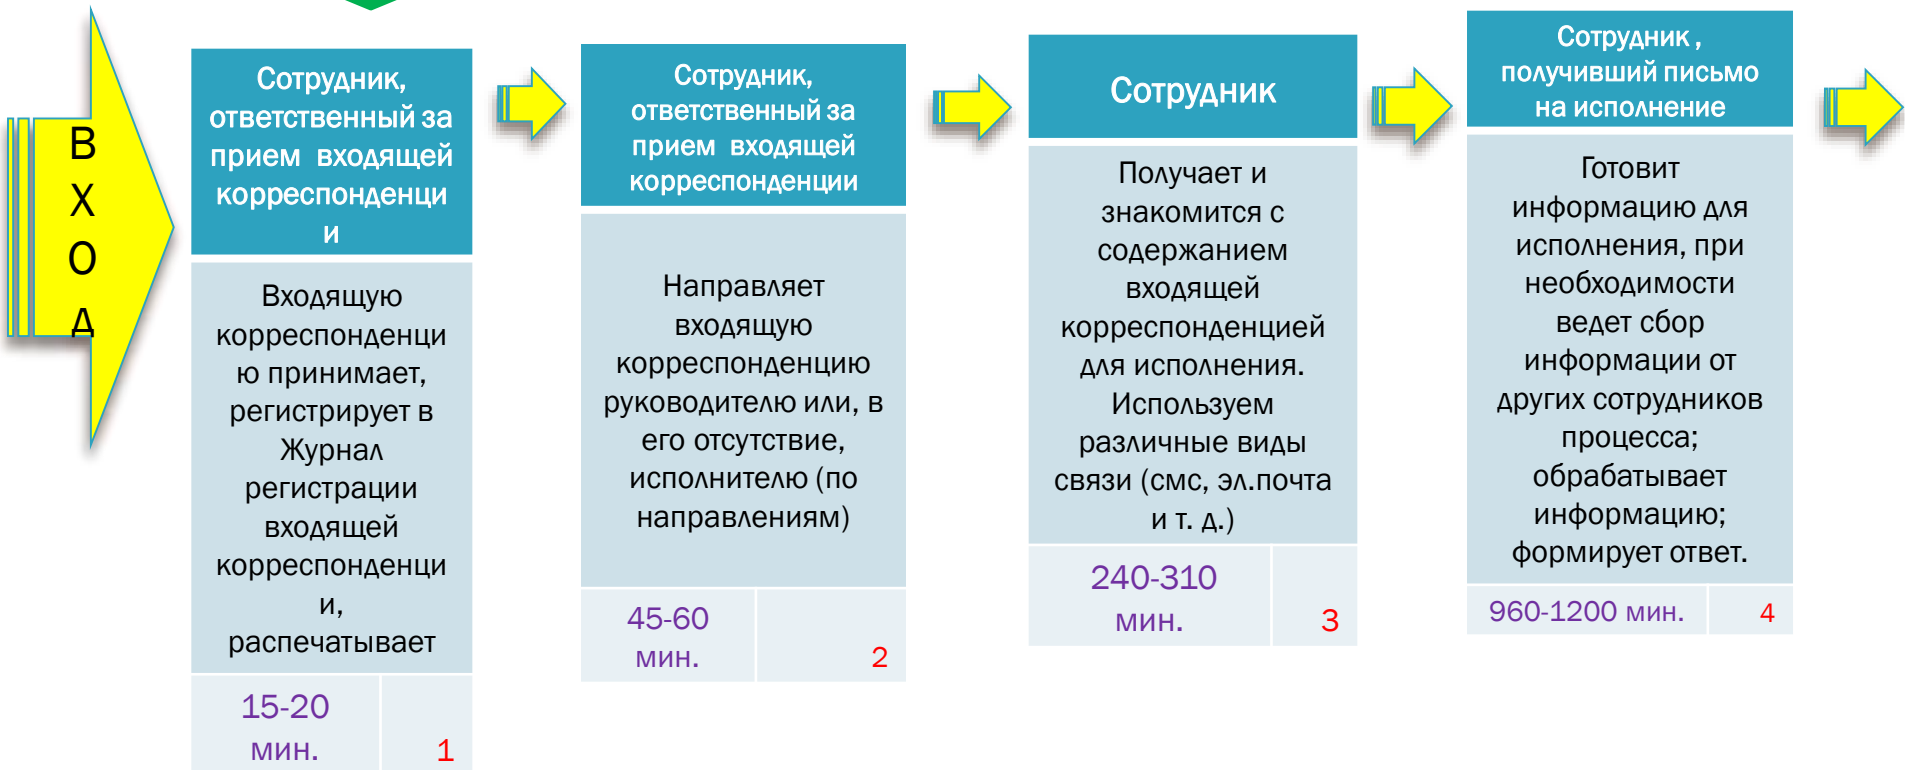 В
Х
О
Д
Сотрудник,
ответственный за
прием входящей
корреспонденци
и
Входящую
корреспонденци
ю принимает,
регистрирует в
Журнал
регистрации
входящей
корреспонденци
и,
распечатывает
15-20
мин.
1
Сотрудник,
ответственный за
прием входящей
корреспонденции
Направляет
входящую
корреспонденцию
руководителю или, в
его отсутствие,
исполнителю (по
направлениям)
45-60
мин.
2
Сотрудник
Получает и
знакомится с
содержанием
входящей
корреспонденцией
для исполнения.
Используем
различные виды
связи (смс, эл.почта
и т. д.)
240-310
мин.
3
Сотрудник ,
получивший письмо
на исполнение
Готовит
информацию для
исполнения, при
необходимости
ведет сбор
информации от
других сотрудников
процесса;
обрабатывает
информацию;
формирует ответ.
960-1200 мин.
4